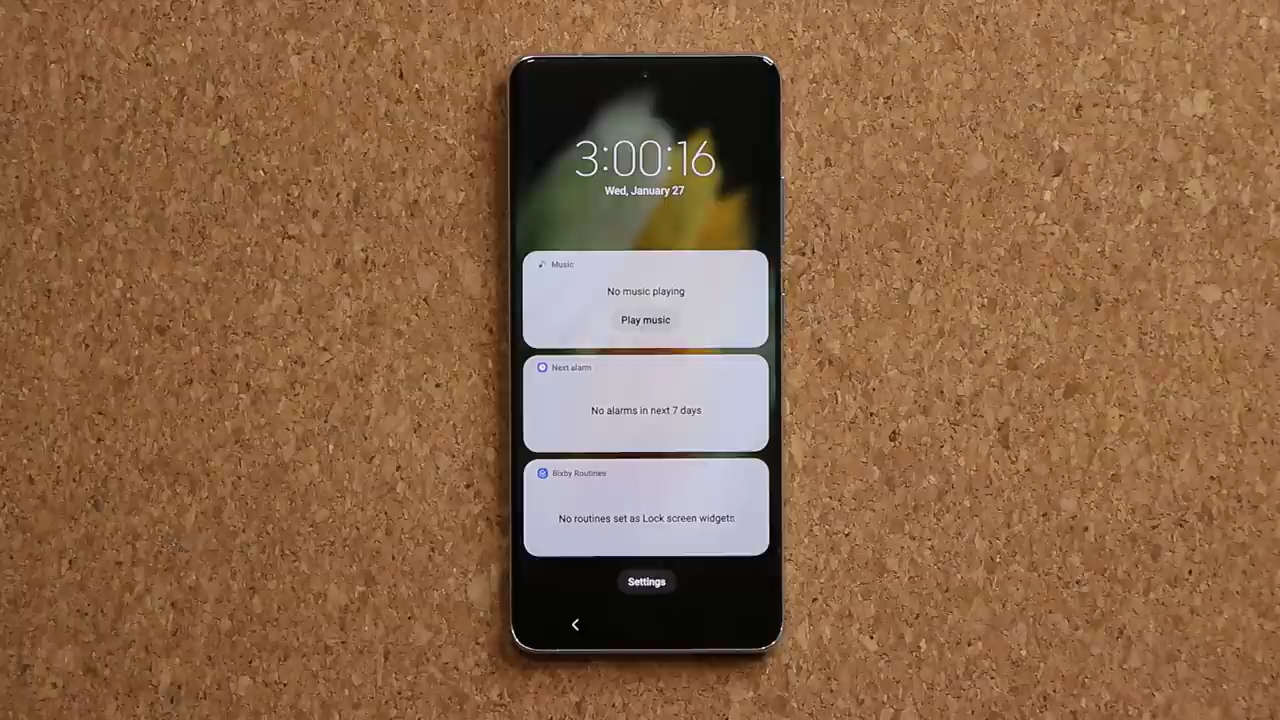 3:00:16
Wed, January 27
Music
No music playing
Play music
Next alarm
No alarms in next 7 days
Bixby Routines
No routines set as Lock screen widgets
Settings